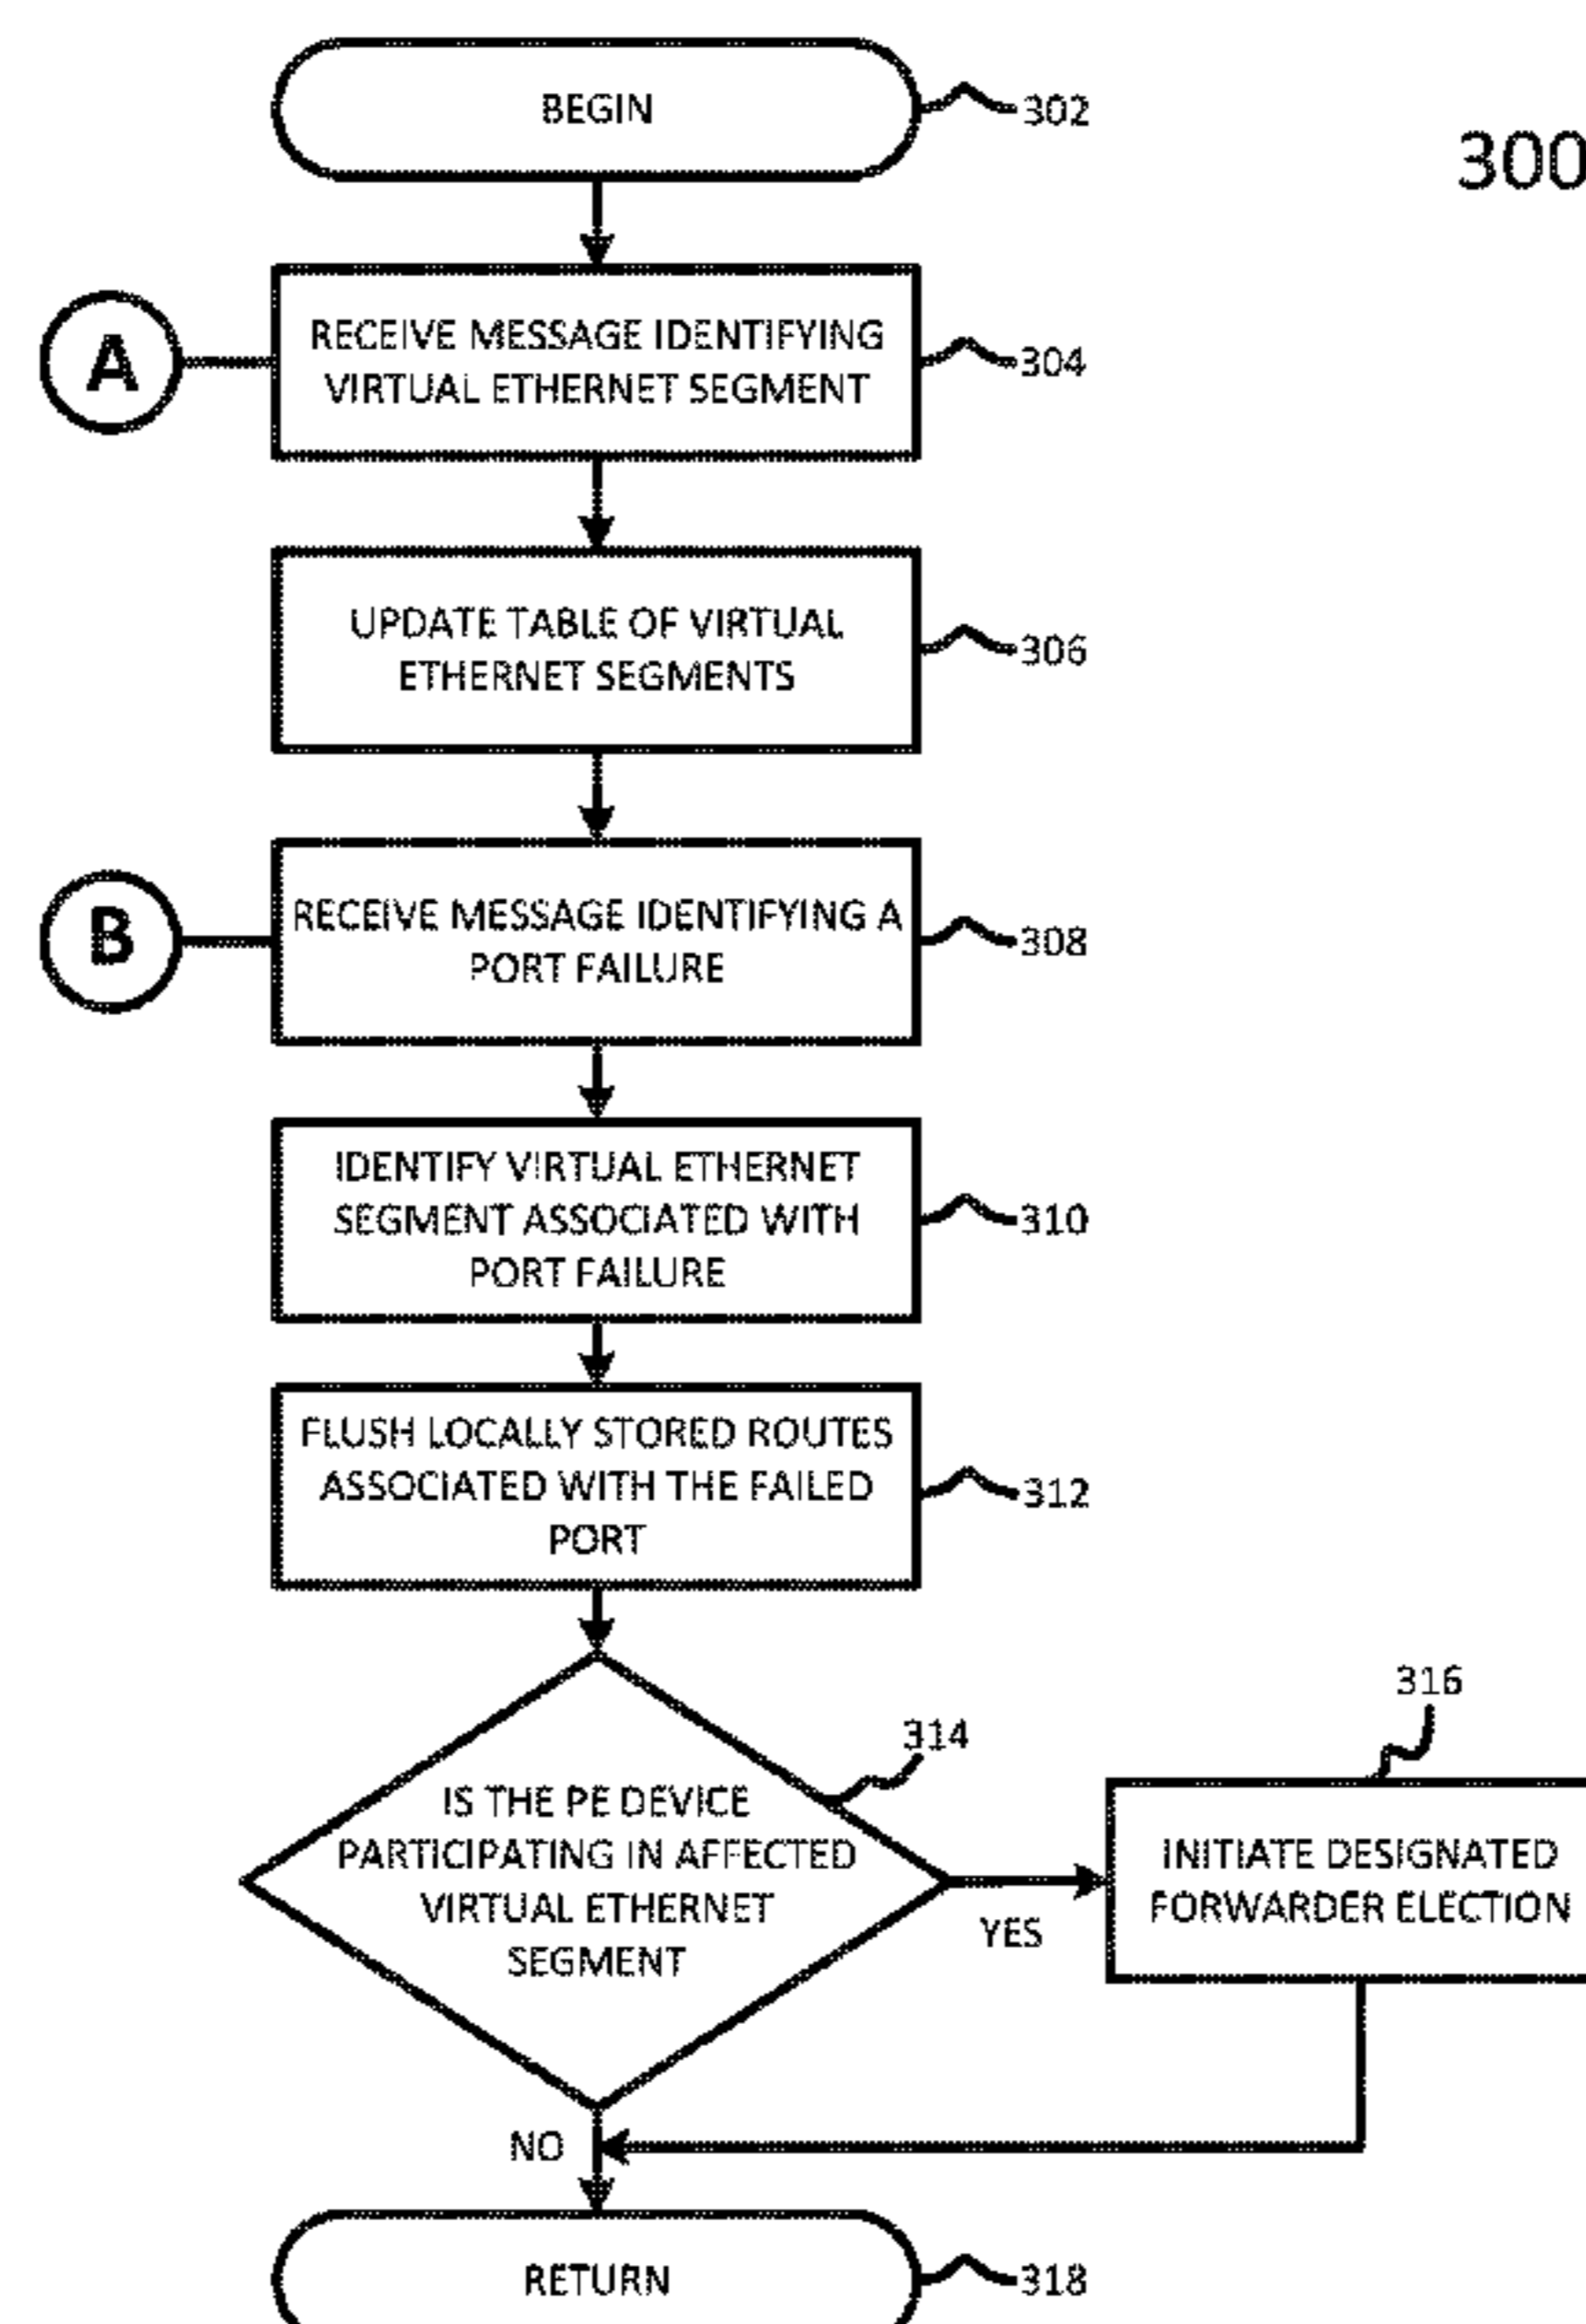 BEGIN
302
300
A
RECEIVE MESSAGE IDENTIFYING
VIRTUAL ETHERNET SEGMENT
304
UPDATE TABLE OF VIRTUAL
ETHERNET SEGMENTS
306
B
RECEIVE MESSAGE IDENTIFYING A
PORT FAILURE
308
IDENTIFY VIRTUAL ETHERNET
SEGMENT ASSOCIATED WITH
PORT FAILURE
310
FLUSH LOCALLY STORED ROUTES
ASSOCIATED WITH THE FAILED
PORT
312
IS THE PE DEVICE
PARTICIPATING IN AFFECTED
VIRTUAL ETHERNET
SEGMENT
314
YES
316
INITIATE DESIGNATED
FORWARDER ELECTION
NO
RETURN
318